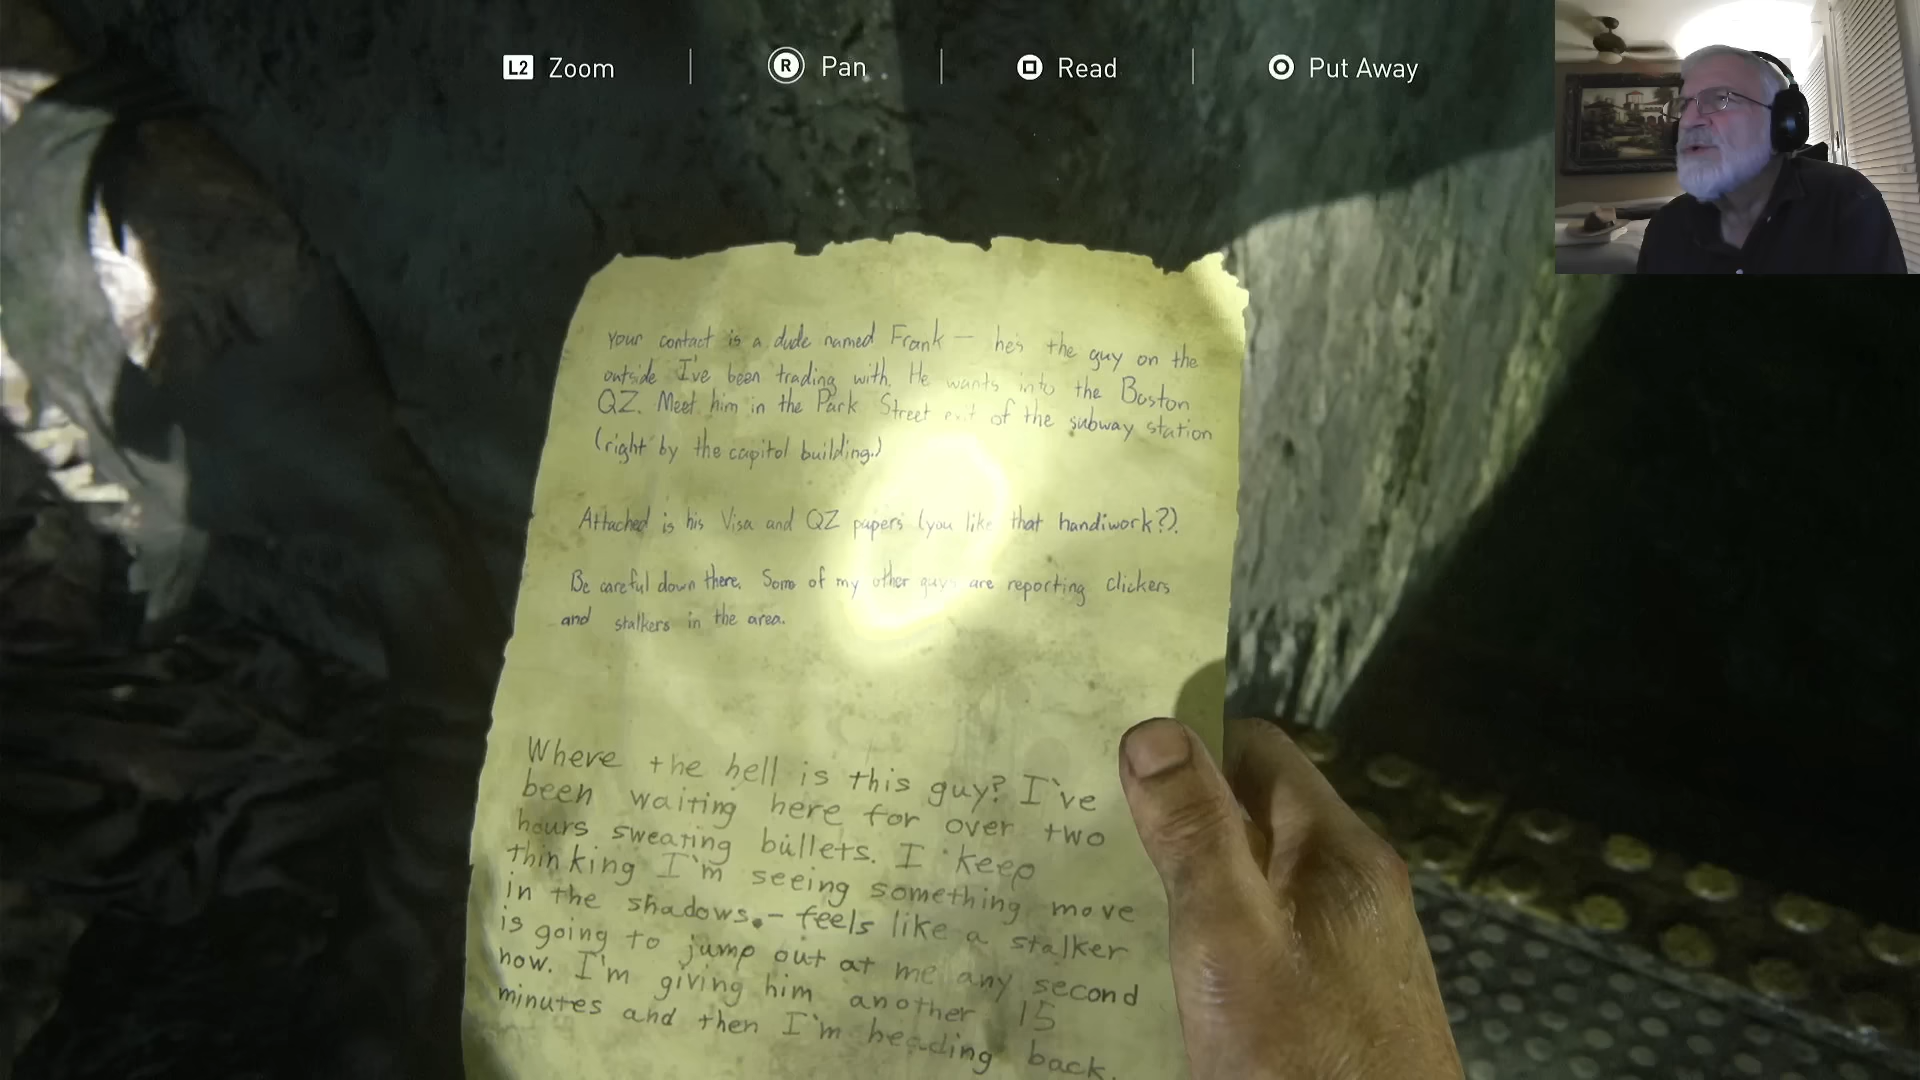 L2 Zoom R Pan Read Put Away
Your contact is a dude named Frank — he's the guy on the
outside I've been trading with. He wants into the Boston
QZ. Meet him in the Park Street exit of the subway station
(right by the capitol building.)
Attached is his Visa and QZ papers (you like that handiwork?).
Be careful down there. Some of my other guys are reporting clickers
and stalkers in the area.
Where the hell is this guy? I've
been waiting here for over two
hours sweating bullets. I keep
thinking I'm seeing something move
in the shadows. - feels like a stalker
is going to jump out at me any second
now. I'm giving him another 15
minutes and then I'm heading back.